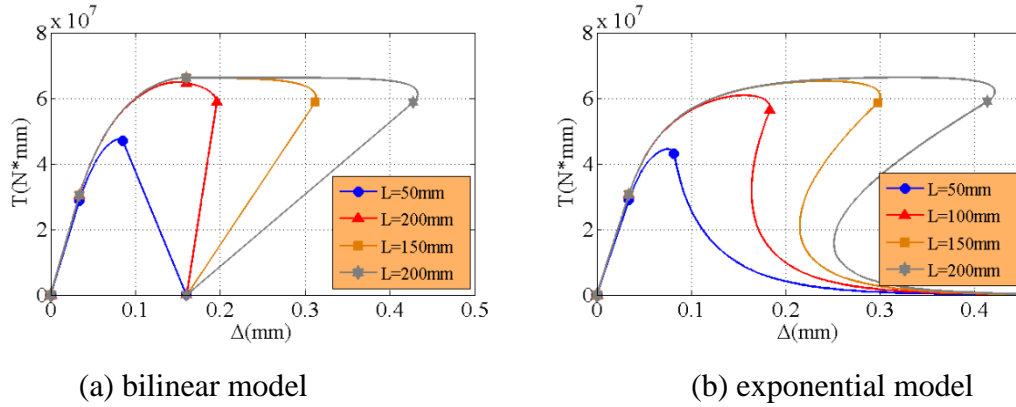 x 10⁷
8
6
4
2
0
T(N*mm)
0 0.1 0.2 0.3 0.4 0.5
Δ(mm)
L=50mm
L=200mm
L=150mm
L=200mm
(a) bilinear model
x 10⁷
8
6
4
2
0
T(N*mm)
0 0.1 0.2 0.3 0.4
Δ(mm)
L=50mm
L=100mm
L=150mm
L=200mm
(b) exponential model